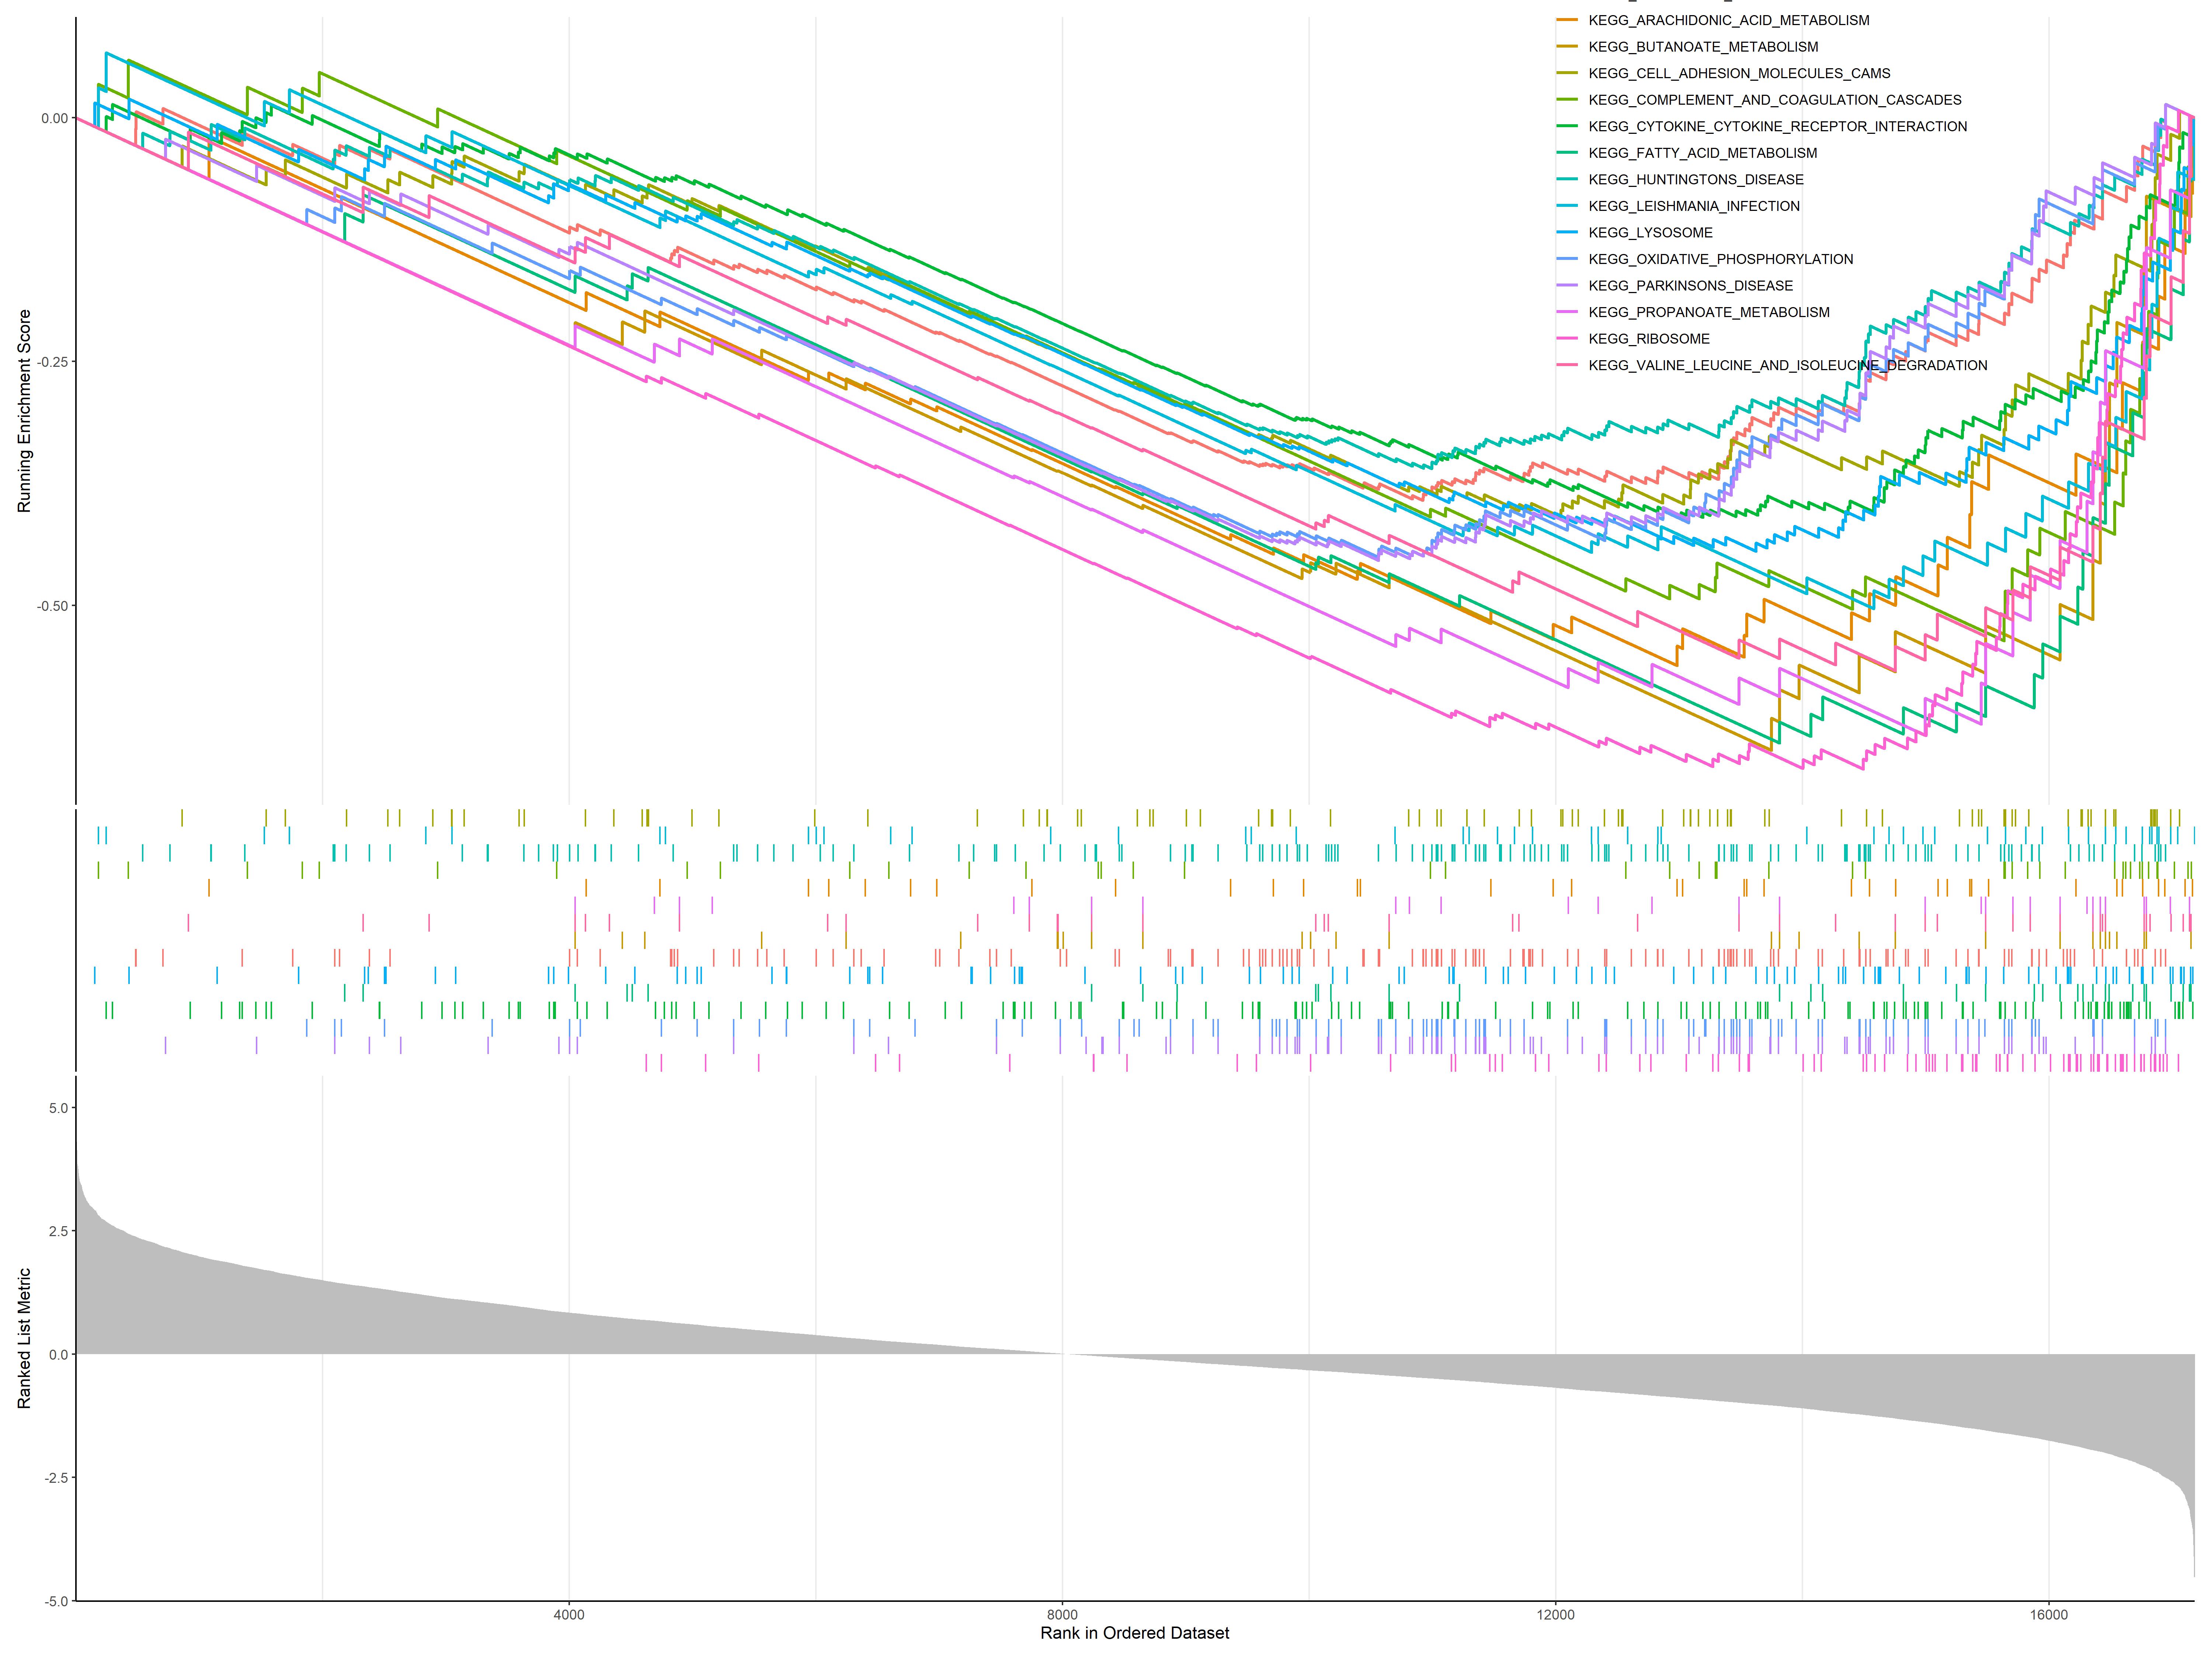 KEGG_ARACHIDONIC_ACID_METABOLISM
KEGG_BUTANOATE_METABOLISM
KEGG_CELL_ADHESION_MOLECULES_CAMS
KEGG_COMPLEMENT_AND_COAGULATION_CASCADES
KEGG_CYTOKINE_CYTOKINE_RECEPTOR_INTERACTION
KEGG_FATTY_ACID_METABOLISM
KEGG_HUNTINGTONS_DISEASE
KEGG_LEISHMANIA_INFECTION
KEGG_LYSOSOME
KEGG_OXIDATIVE_PHOSPHORYLATION
KEGG_PARKINSONS_DISEASE
KEGG_PROPANOATE_METABOLISM
KEGG_RIBOSOME
KEGG_VALINE_LEUCINE_AND_ISOLEUCINE_DEGRADATION
0.00
-0.25
-0.50
Running Enrichment Score
5.0
2.5
0.0
-2.5
-5.0
Ranked List Metric
4000
8000
12000
16000
Rank in Ordered Dataset